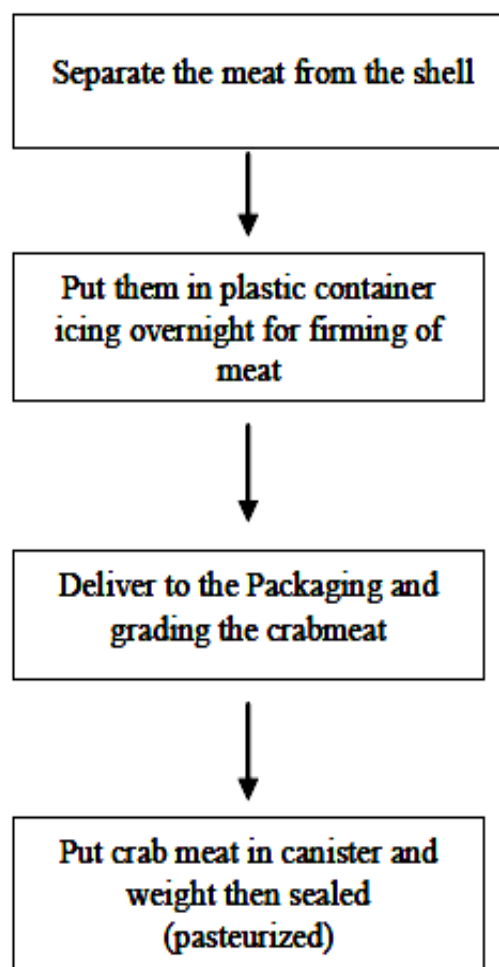 Separate the meat from the shell
Put them in plastic container
icing overnight for firming of
meat
Deliver to the Packaging and
grading the crabmeat
Put crab meat in canister and
weight then sealed
(pasteurized)